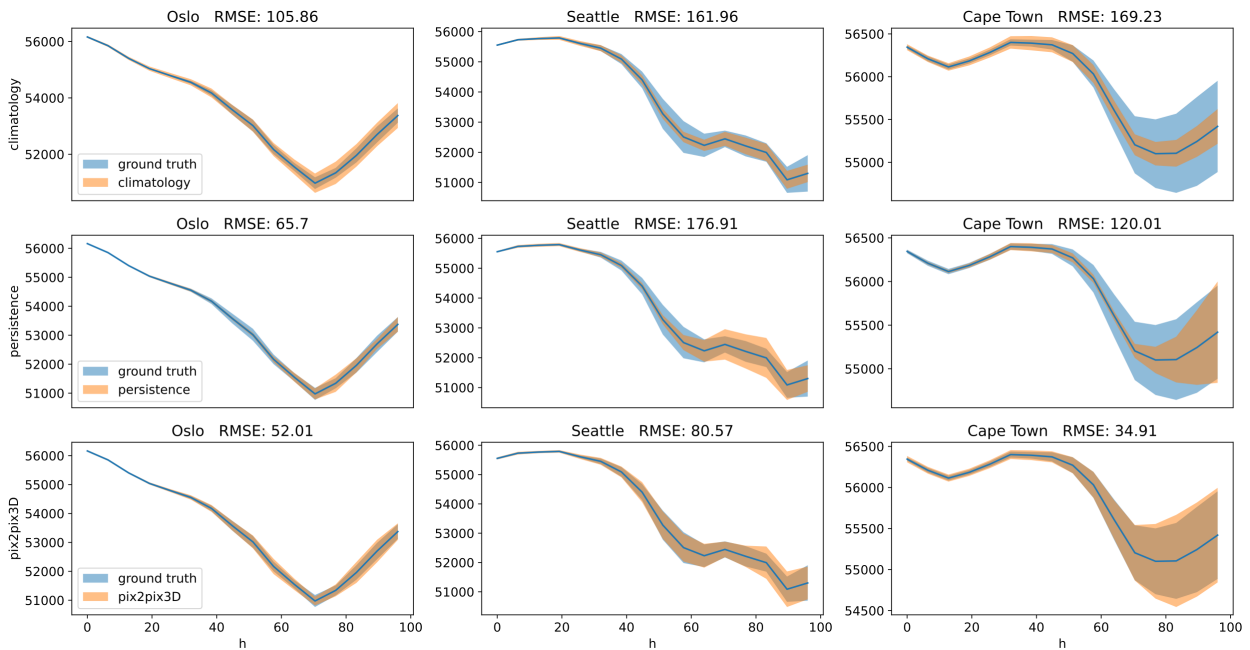 Oslo RMSE: 105.86
Seattle RMSE: 161.96
Cape Town RMSE: 169.23
climatology
56000
54000
52000
ground truth
climatology
56000
55000
54000
53000
52000
51000
56500
56000
55500
55000
Oslo RMSE: 65.7
Seattle RMSE: 176.91
Cape Town RMSE: 120.01
persistence
56000
55000
54000
53000
52000
51000
ground truth
persistence
56000
55000
54000
53000
52000
51000
56500
56000
55500
55000
Oslo RMSE: 52.01
Seattle RMSE: 80.57
Cape Town RMSE: 34.91
pix2pix3D
56000
55000
54000
53000
52000
51000
ground truth
pix2pix3D
0 20 40 60 80 100
h
56000
55000
54000
53000
52000
51000
0 20 40 60 80 100
h
56500
56000
55500
55000
54500
0 20 40 60 80 100
h